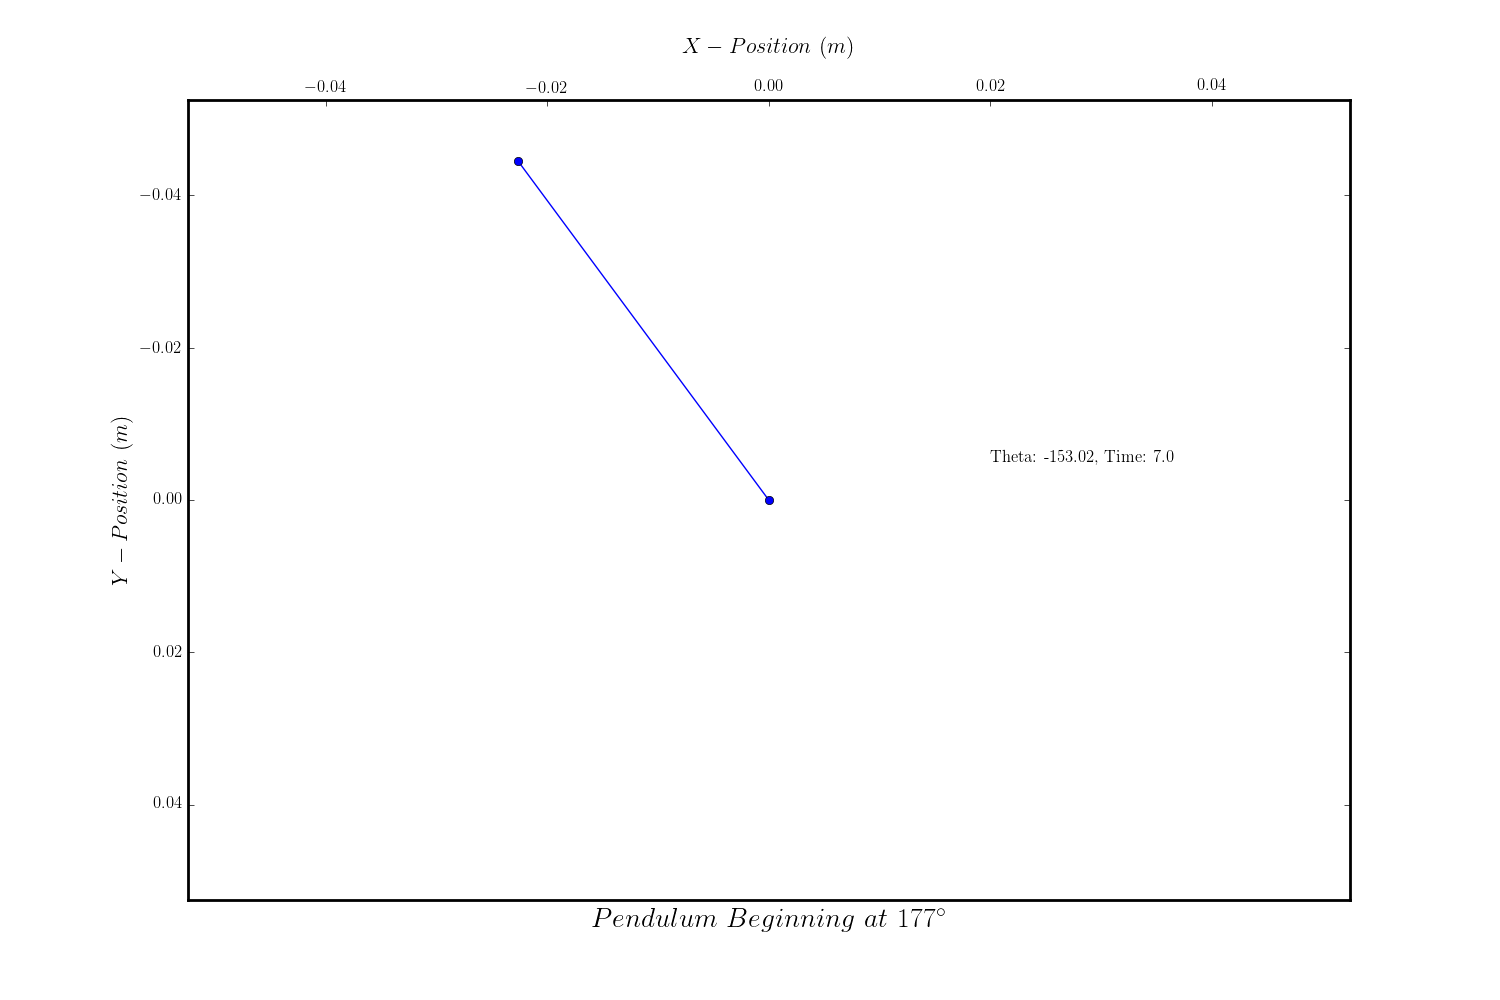 X − Position (m)
−0.04 −0.02 0.00 0.02 0.04
−0.04
−0.02
0.00
0.02
0.04
Y − Position (m)
Theta: -153.02, Time: 7.0
Pendulum Beginning at 177°